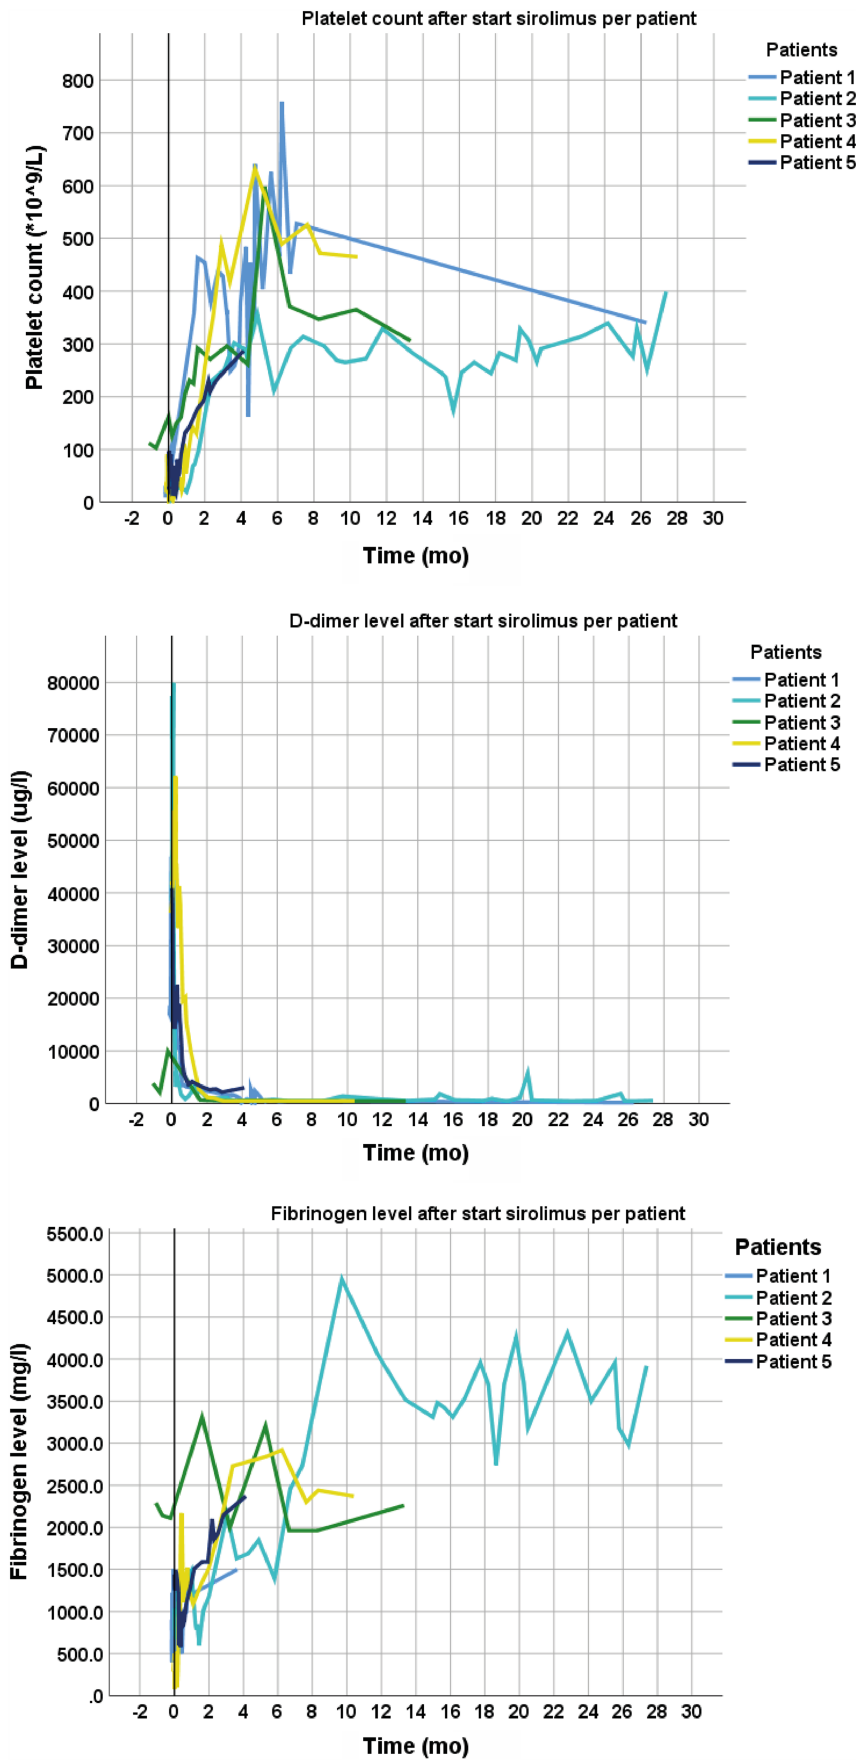 Platelet count after start sirolimus per patient
Patients
Patient 1
Patient 2
Patient 3
Patient 4
Patient 5
Platelet count (*10^9/L)
800
700
600
500
400
300
200
100
0
-2 0 2 4 6 8 10 12 14 16 18 20 22 24 26 28 30
Time (mo)
D-dimer level after start sirolimus per patient
Patients
Patient 1
Patient 2
Patient 3
Patient 4
Patient 5
D-dimer level (ug/l)
80000
70000
60000
50000
40000
30000
20000
10000
0
-2 0 2 4 6 8 10 12 14 16 18 20 22 24 26 28 30
Time (mo)
Fibrinogen level after start sirolimus per patient
Patients
Patient 1
Patient 2
Patient 3
Patient 4
Patient 5
Fibrinogen level (mg/l)
5500.0
5000.0
4500.0
4000.0
3500.0
3000.0
2500.0
2000.0
1500.0
1000.0
500.0
.0
-2 0 2 4 6 8 10 12 14 16 18 20 22 24 26 28 30
Time (mo)